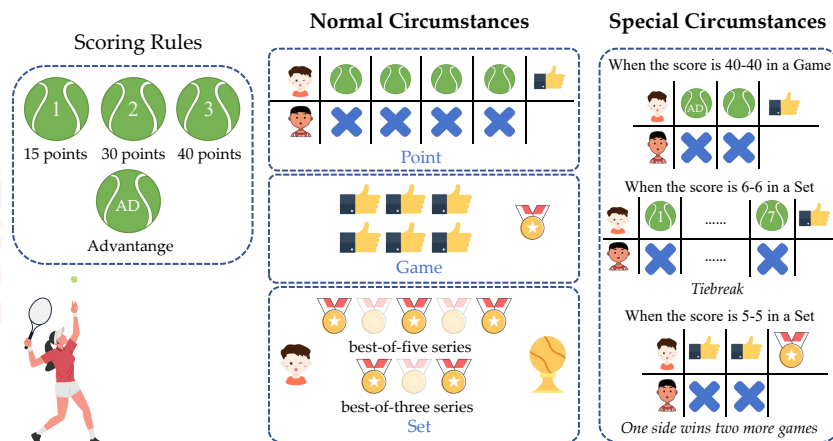 Scoring Rules
1
2
3
15 points
30 points
40 points
AD
Advantange
Normal Circumstances
Point
Game
best-of-five series
best-of-three series
Set
Special Circumstances
When the score is 40-40 in a Game
AD
When the score is 6-6 in a Set
1 ...... 7
......
Tiebreak
When the score is 5-5 in a Set
One side wins two more games